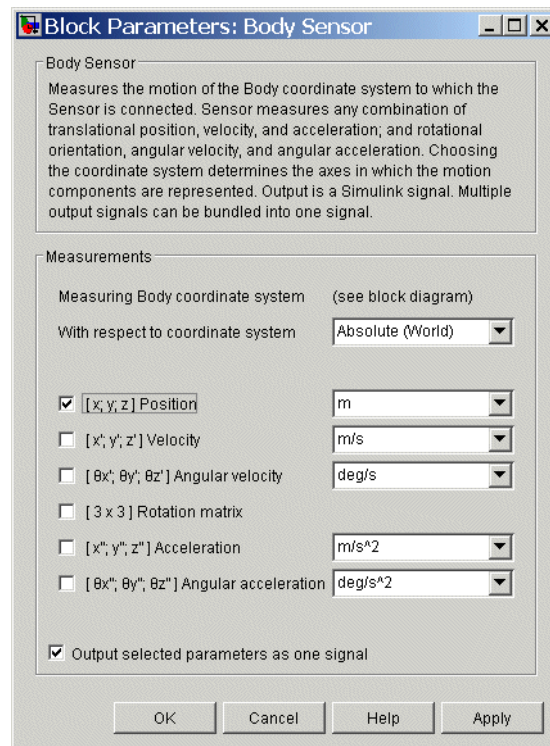 Block Parameters: Body Sensor
Body Sensor
Measures the motion of the Body coordinate system to which the
Sensor is connected. Sensor measures any combination of
translational position, velocity, and acceleration; and rotational
orientation, angular velocity, and angular acceleration. Choosing
the coordinate system determines the axes in which the motion
components are represented. Output is a Simulink signal. Multiple
output signals can be bundled into one signal.
Measurements
Measuring Body coordinate system (see block diagram)
With respect to coordinate system Absolute (World)
[ x; y; z ] Position m
[ x'; y'; z' ] Velocity m/s
[ θx'; θy'; θz' ] Angular velocity deg/s
[ 3 x 3 ] Rotation matrix
[ x"; y"; z" ] Acceleration m/s^2
[ θx"; θy"; θz" ] Angular acceleration deg/s^2
Output selected parameters as one signal
OK Cancel Help Apply